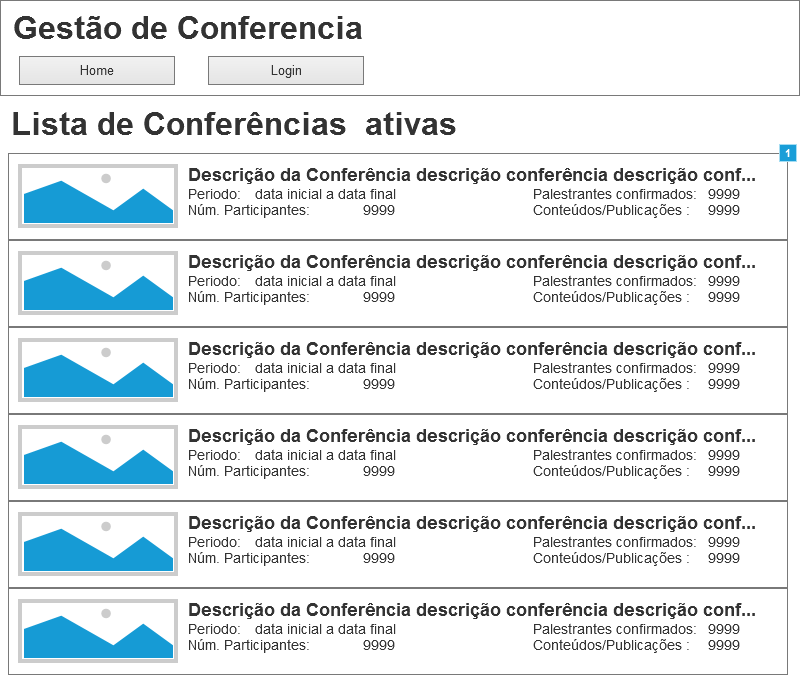 Gestão de Conferencia
Home Login
Lista de Conferências ativas
1
Descrição da Conferência descrição conferência descrição conf...
Periodo: data inicial a data final Palestrantes confirmados: 9999
Núm. Participantes: 9999 Conteúdos/Publicações : 9999
Descrição da Conferência descrição conferência descrição conf...
Periodo: data inicial a data final Palestrantes confirmados: 9999
Núm. Participantes: 9999 Conteúdos/Publicações : 9999
Descrição da Conferência descrição conferência descrição conf...
Periodo: data inicial a data final Palestrantes confirmados: 9999
Núm. Participantes: 9999 Conteúdos/Publicações : 9999
Descrição da Conferência descrição conferência descrição conf...
Periodo: data inicial a data final Palestrantes confirmados: 9999
Núm. Participantes: 9999 Conteúdos/Publicações : 9999
Descrição da Conferência descrição conferência descrição conf...
Periodo: data inicial a data final Palestrantes confirmados: 9999
Núm. Participantes: 9999 Conteúdos/Publicações : 9999
Descrição da Conferência descrição conferência descrição conf...
Periodo: data inicial a data final Palestrantes confirmados: 9999
Núm. Participantes: 9999 Conteúdos/Publicações : 9999